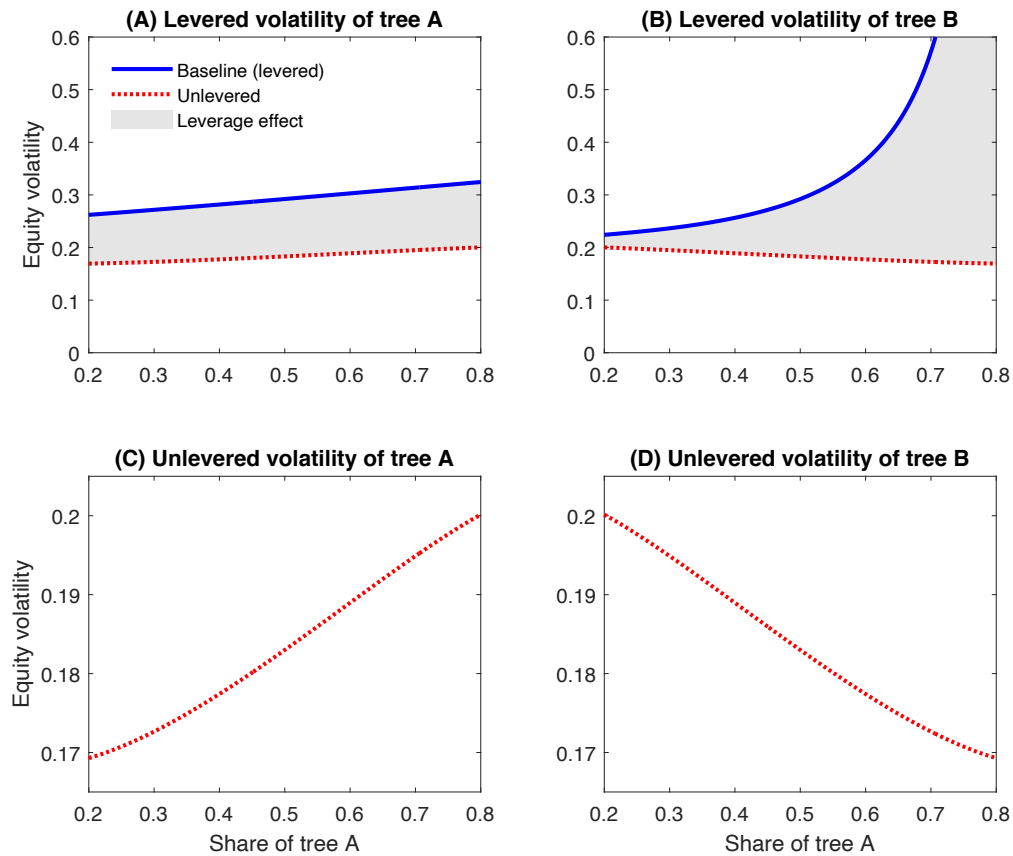 (A) Levered volatility of tree A
0.6
0.5
0.4
0.3
0.2
0.1
0
Equity volatility
Baseline (levered)
Unlevered
Leverage effect
0.2 0.3 0.4 0.5 0.6 0.7 0.8
(B) Levered volatility of tree B
0.6
0.5
0.4
0.3
0.2
0.1
0
0.2 0.3 0.4 0.5 0.6 0.7 0.8
(C) Unlevered volatility of tree A
0.2
0.19
0.18
0.17
Equity volatility
0.2 0.3 0.4 0.5 0.6 0.7 0.8
Share of tree A
(D) Unlevered volatility of tree B
0.2
0.19
0.18
0.17
0.2 0.3 0.4 0.5 0.6 0.7 0.8
Share of tree A